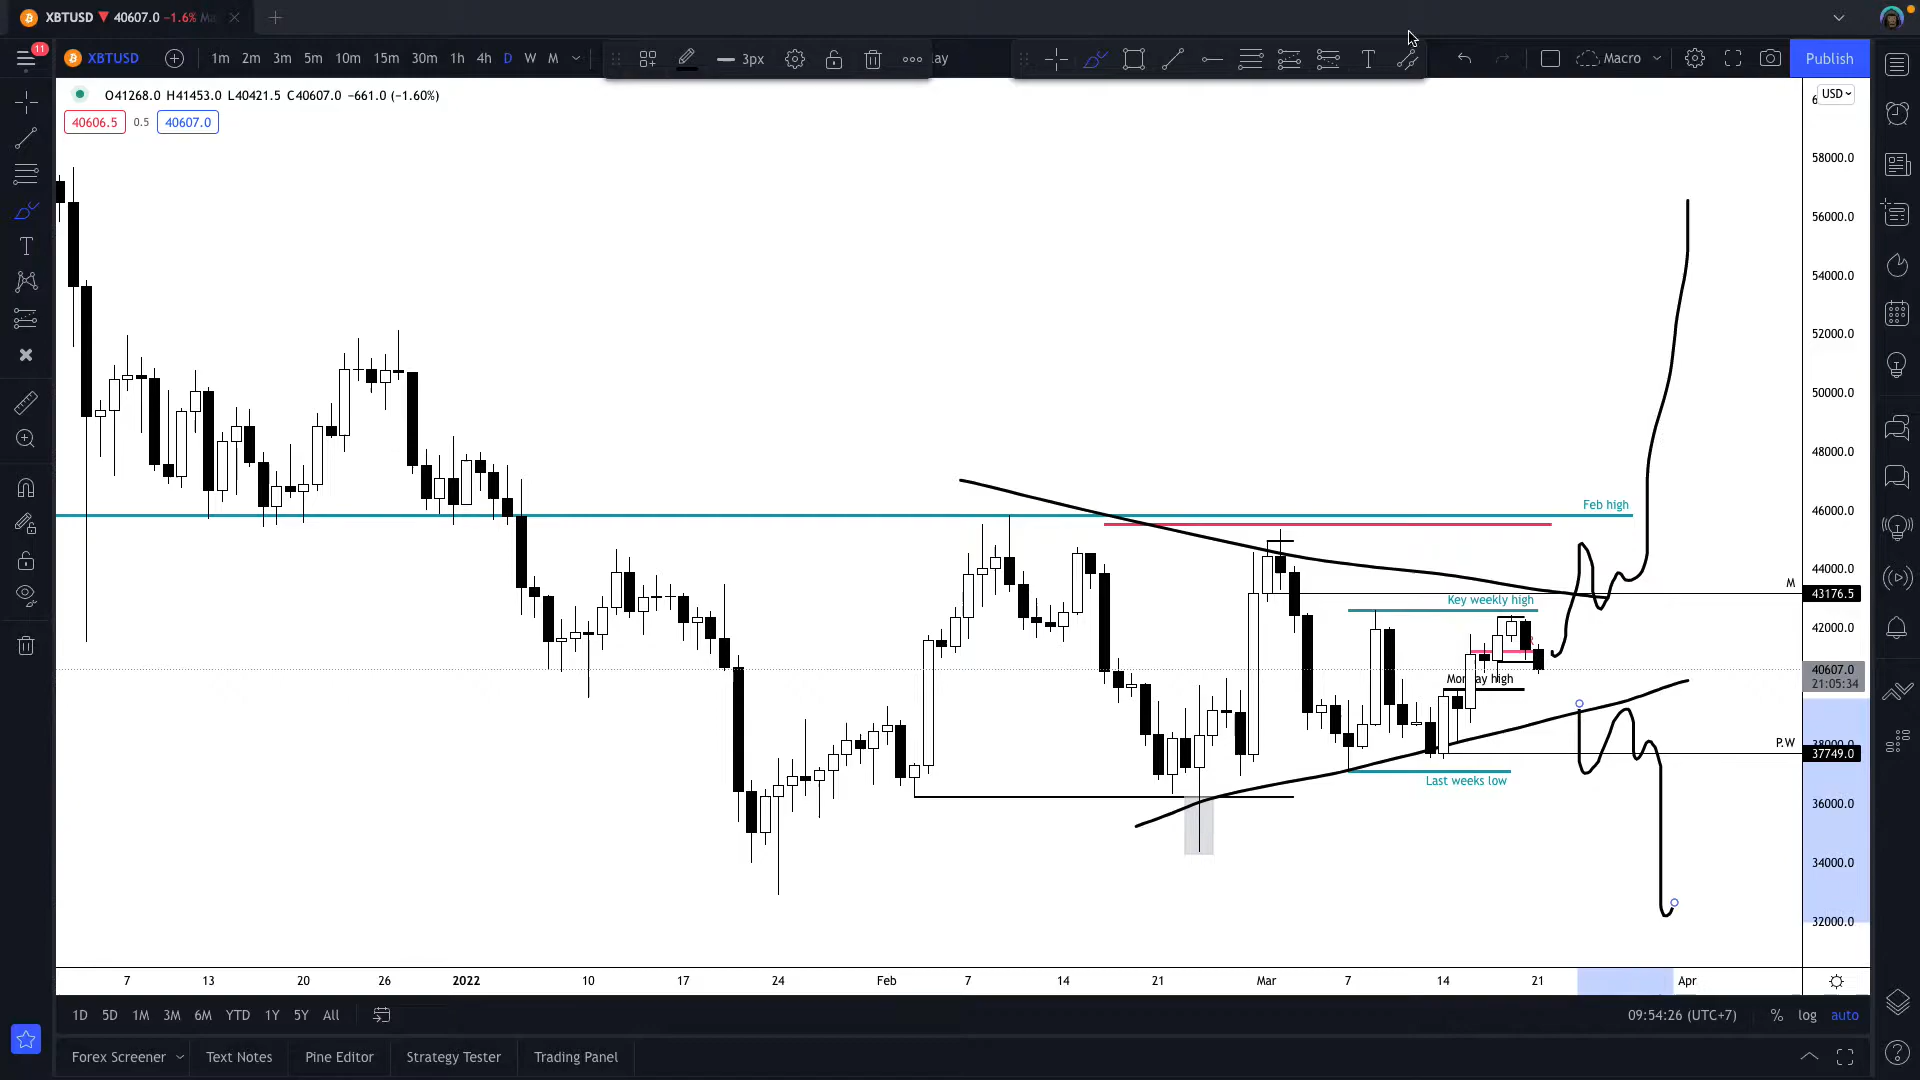 XBTUSD ▼ 40607.0 −1.6% Ma
11
XBTUSD 1m 2m 3m 5m 10m 15m 30m 1h 4h D W M 3px lay T Macro Publish
O41268.0 H41453.0 L40421.5 C40607.0 −661.0 (−1.60%)
USD
40606.5 0.5 40607.0
58000.0
56000.0
54000.0
52000.0
50000.0
48000.0
Feb high
46000.0
44000.0
M
43176.5
Key weekly high
42000.0
40607.0
21:05:34
Monday high
P.W
38000.0
37749.0
Last weeks low
36000.0
34000.0
32000.0
7 13 20 26 2022 10 17 24 Feb 7 14 21 Mar 7 14 21 Apr
1D 5D 1M 3M 6M YTD 1Y 5Y All 09:54:26 (UTC+7) % log auto
Forex Screener Text Notes Pine Editor Strategy Tester Trading Panel